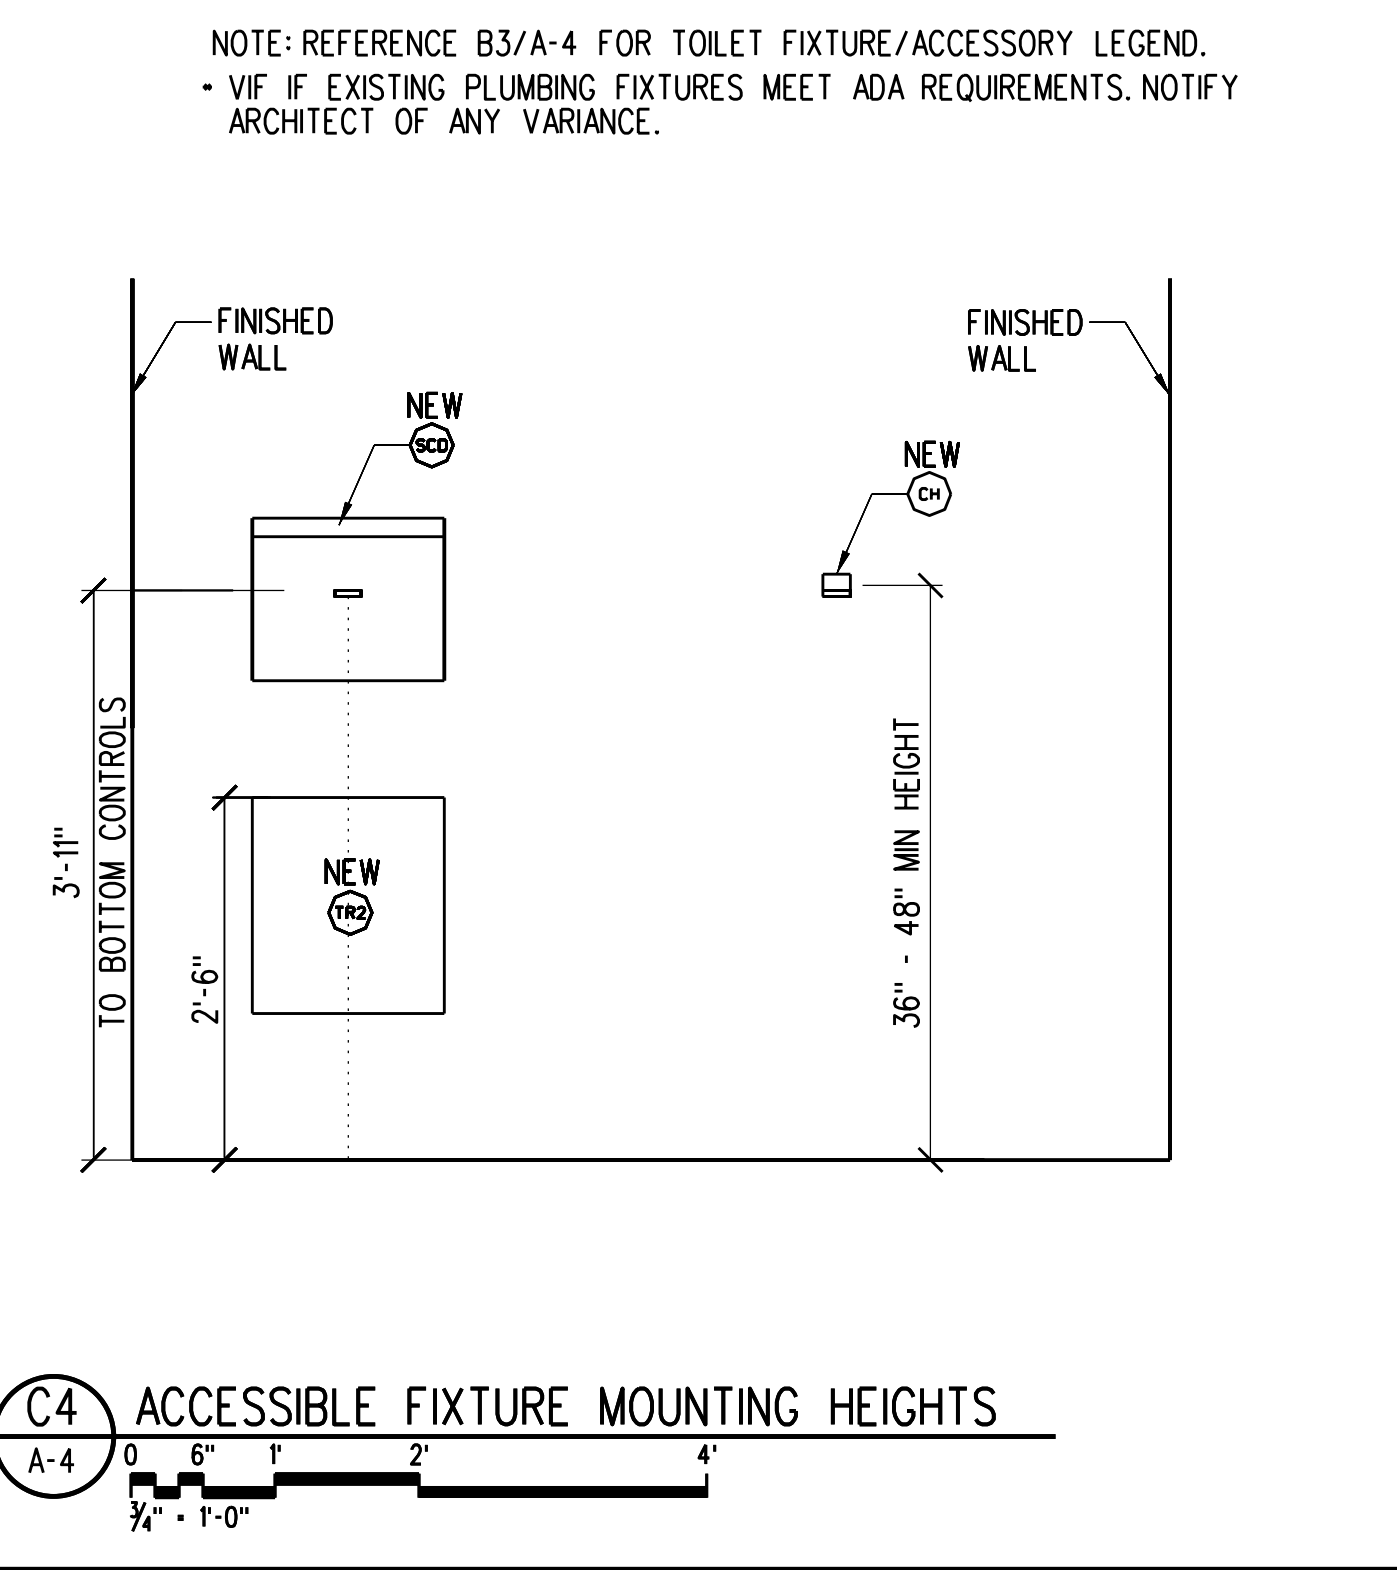 NOTE: REFERENCE B3/A-4 FOR TOILET FIXTURE/ACCESSORY LEGEND.
* VIF IF EXISTING PLUMBING FIXTURES MEET ADA REQUIREMENTS. NOTIFY
ARCHITECT OF ANY VARIANCE.
FINISHED
WALL
FINISHED
WALL
NEW
SCD
NEW
CH
3'-11"
TO BOTTOM CONTROLS
2'-6"
NEW
TR2
36" - 48" MIN HEIGHT
C4
A-4
ACCESSIBLE FIXTURE MOUNTING HEIGHTS
0 6" 1' 2' 4'
3/4" = 1'-0"